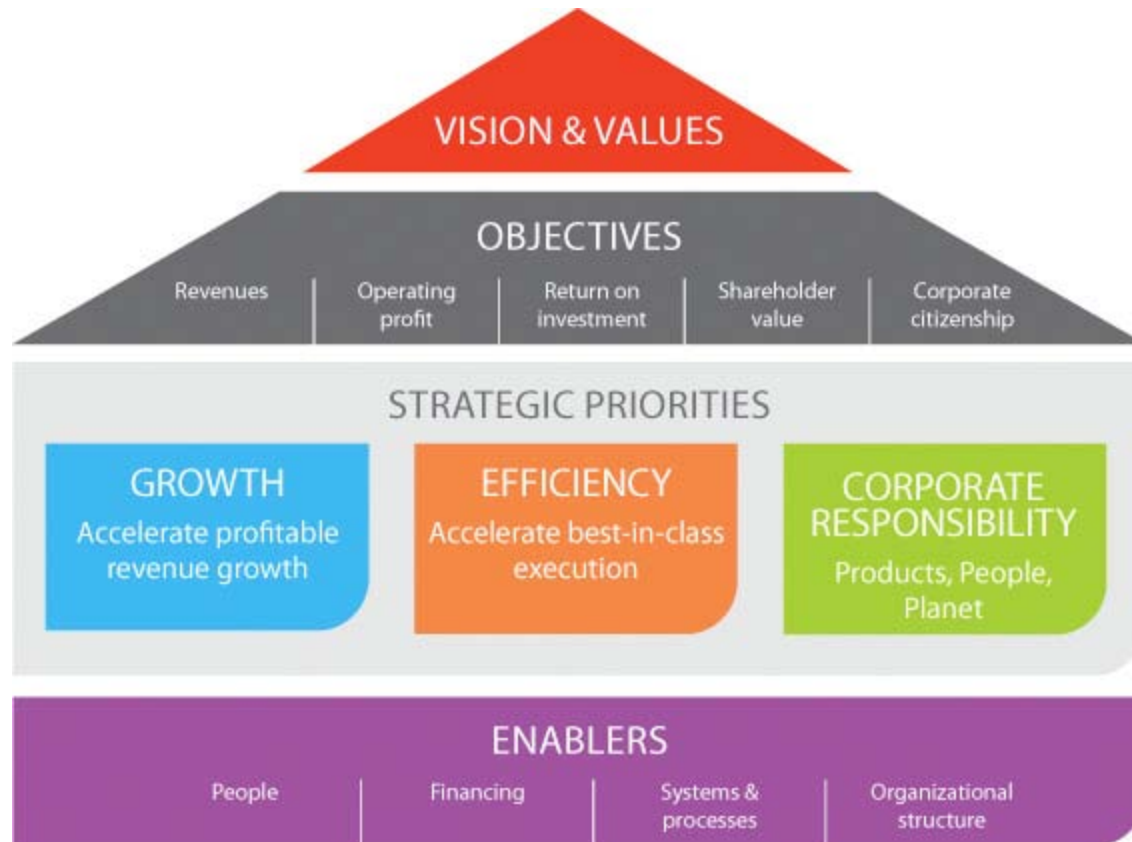 VISION & VALUES
OBJECTIVES
Revenues
Operating
profit
Return on
investment
Shareholder
value
Corporate
citizenship
STRATEGIC PRIORITIES
GROWTH
Accelerate profitable
revenue growth
EFFICIENCY
Accelerate best-in-class
execution
CORPORATE
RESPONSIBILITY
Products, People,
Planet
ENABLERS
People
Financing
Systems &
processes
Organizational
structure